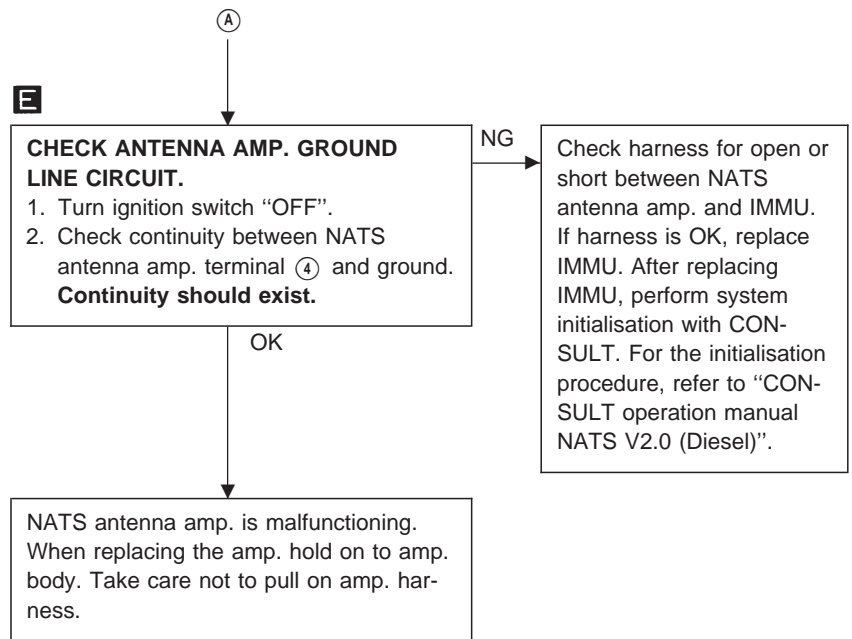 A
E
CHECK ANTENNA AMP. GROUND
LINE CIRCUIT.
1. Turn ignition switch “OFF”.
2. Check continuity between NATS
antenna amp. terminal ④ and ground.
Continuity should exist.
NG
Check harness for open or
short between NATS
antenna amp. and IMMU.
If harness is OK, replace
IMMU. After replacing
IMMU, perform system
initialisation with CON-
SULT. For the initialisation
procedure, refer to “CON-
SULT operation manual
NATS V2.0 (Diesel)”.
OK
NATS antenna amp. is malfunctioning.
When replacing the amp. hold on to amp.
body. Take care not to pull on amp. har-
ness.